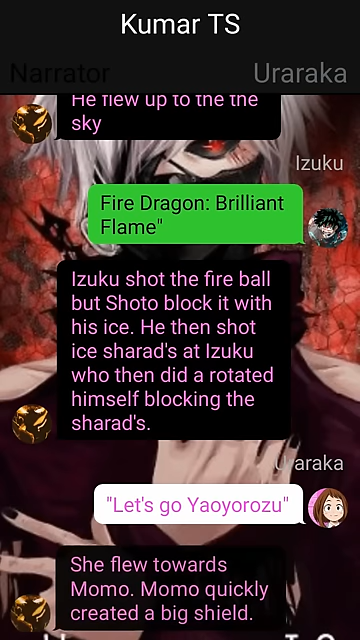 Kumar TS
Narrator
Uraraka
He flew up to the the
sky
Izuku
Fire Dragon: Brilliant
Flame"
Izuku shot the fire ball
but Shoto block it with
his ice. He then shot
ice sharad's at Izuku
who then did a rotated
himself blocking the
sharad's.
Uraraka
"Let's go Yaoyorozu"
She flew towards
Momo. Momo quickly
created a big shield.